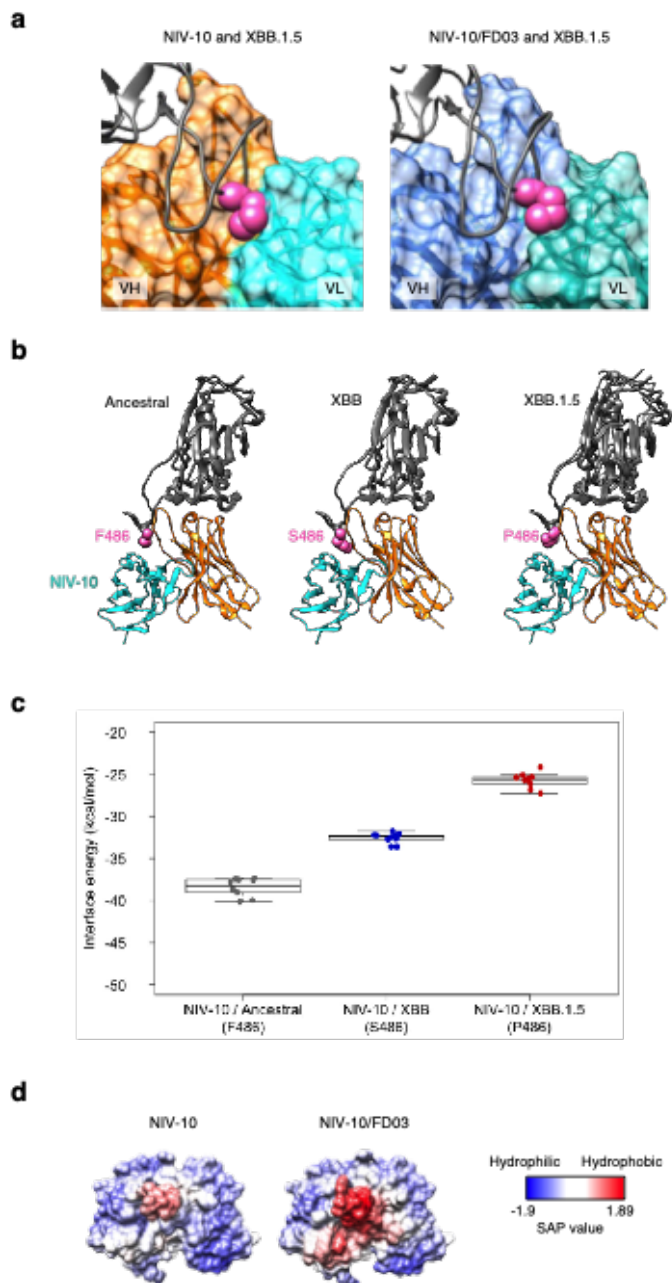 a
NIV-10 and XBB.1.5
NIV-10/FD03 and XBB.1.5
VH
VL
VH
VL
b
Ancestral
XBB
XBB.1.5
F486
S486
P486
NIV-10
c
Interface energy (kcal/mol)
-20
-25
-30
-35
-40
-45
-50
NIV-10 / Ancestral
(F486)
NIV-10 / XBB
(S486)
NIV-10 / XBB.1.5
(P486)
d
NIV-10
NIV-10/FD03
Hydrophilic
Hydrophobic
-1.9
1.89
SAP value